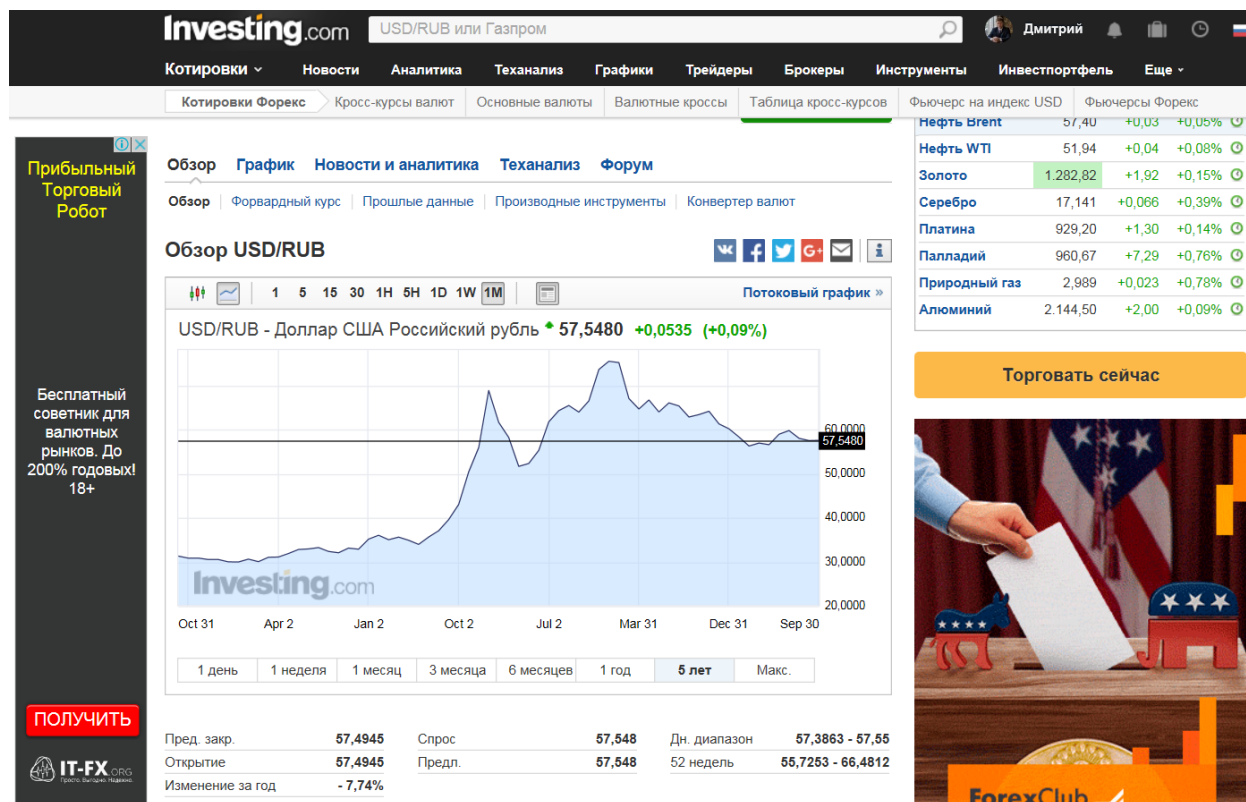 Investing.com
USD/RUB или Газпром
Дмитрий
Котировки Новости Аналитика Теханализ Графики Трейдеры Брокеры Инструменты Инвестпортфель Еще
Котировки Форекс Кросс-курсы валют Основные валюты Валютные кроссы Таблица кросс-курсов Фьючерс на индекс USD Фьючерсы Форекс
Прибыльный
Торговый
Робот
Бесплатный
советник для
валютных
рынков. До
200% годовых!
18+
ПОЛУЧИТЬ
IT-FX.ORG
Обзор График Новости и аналитика Теханализ Форум
Обзор Форвардный курс Прошлые данные Производные инструменты Конвертер валют
Обзор USD/RUB
1 5 15 30 1H 5H 1D 1W 1M Потоковый график »
USD/RUB - Доллар США Российский рубль 57,5480 +0,0535 (+0,09%)
60,0000
57,5480
50,0000
40,0000
30,0000
20,0000
Investing.com
Oct 31 Apr 2 Jan 2 Oct 2 Jul 2 Mar 31 Dec 31 Sep 30
1 день 1 неделя 1 месяц 3 месяца 6 месяцев 1 год 5 лет Макс.
Пред. закр. 57,4945 Спрос 57,548 Дн. диапазон 57,3863 - 57,55
Открытие 57,4945 Предл. 57,548 52 недель 55,7253 - 66,4812
Изменение за год - 7,74%
Нефть Brent 57,40 +0,03 +0,05%
Нефть WTI 51,94 +0,04 +0,08%
Золото 1.282,82 +1,92 +0,15%
Серебро 17,141 +0,066 +0,39%
Платина 929,20 +1,30 +0,14%
Палладий 960,67 +7,29 +0,76%
Природный газ 2,989 +0,023 +0,78%
Алюминий 2.144,50 +2,00 +0,09%
Торговать сейчас
ForexClub